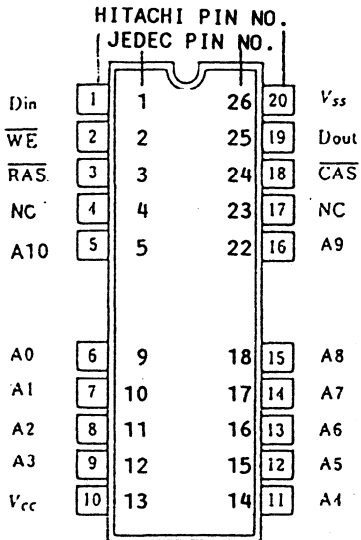 HITACHI PIN NO.
JEDEC PIN NO.
Din 1 1 26 20 Vss
WE 2 2 25 19 Dout
RAS 3 3 24 18 CAS
NC 4 4 23 17 NC
A10 5 5 22 16 A9
A0 6 9 18 15 A8
A1 7 10 17 14 A7
A2 8 11 16 13 A6
A3 9 12 15 12 A5
Vcc 10 13 14 11 A4